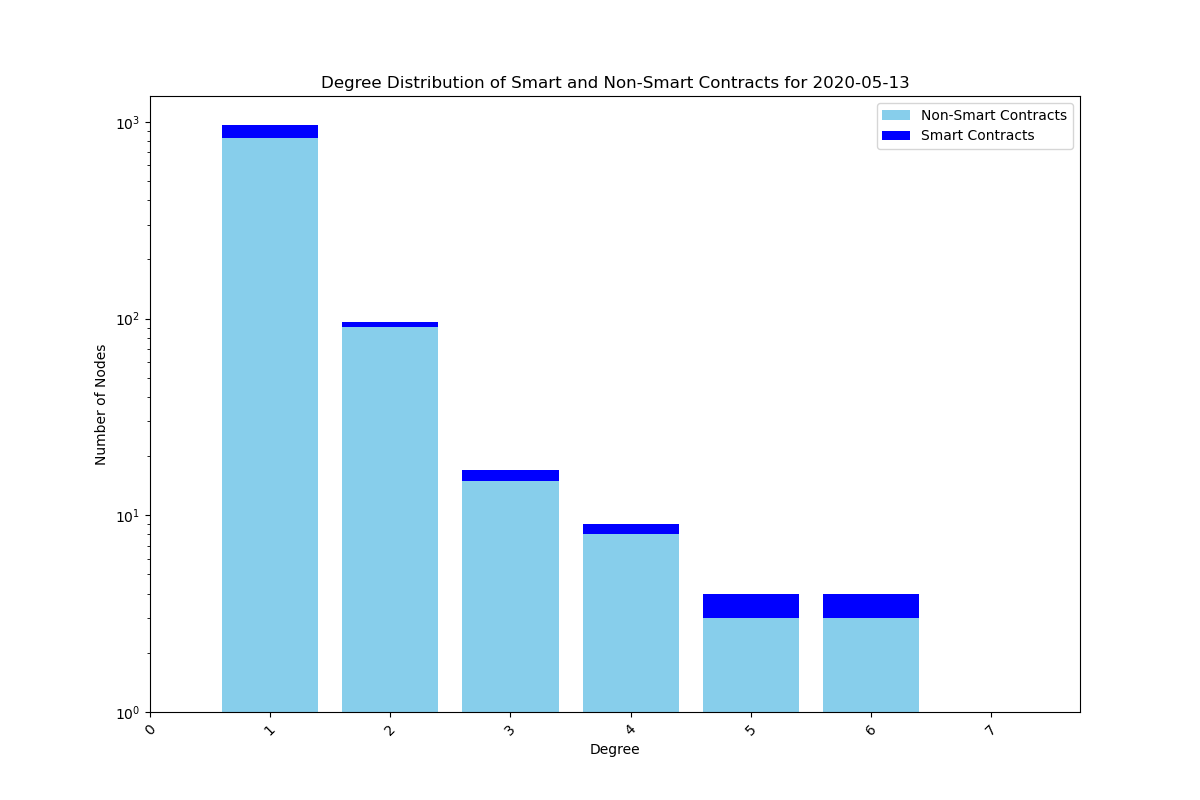 Degree Distribution of Smart and Non-Smart Contracts for 2020-05-13
Non-Smart Contracts
Smart Contracts
Number of Nodes
10³
10²
10¹
10⁰
0 1 2 3 4 5 6 7
Degree